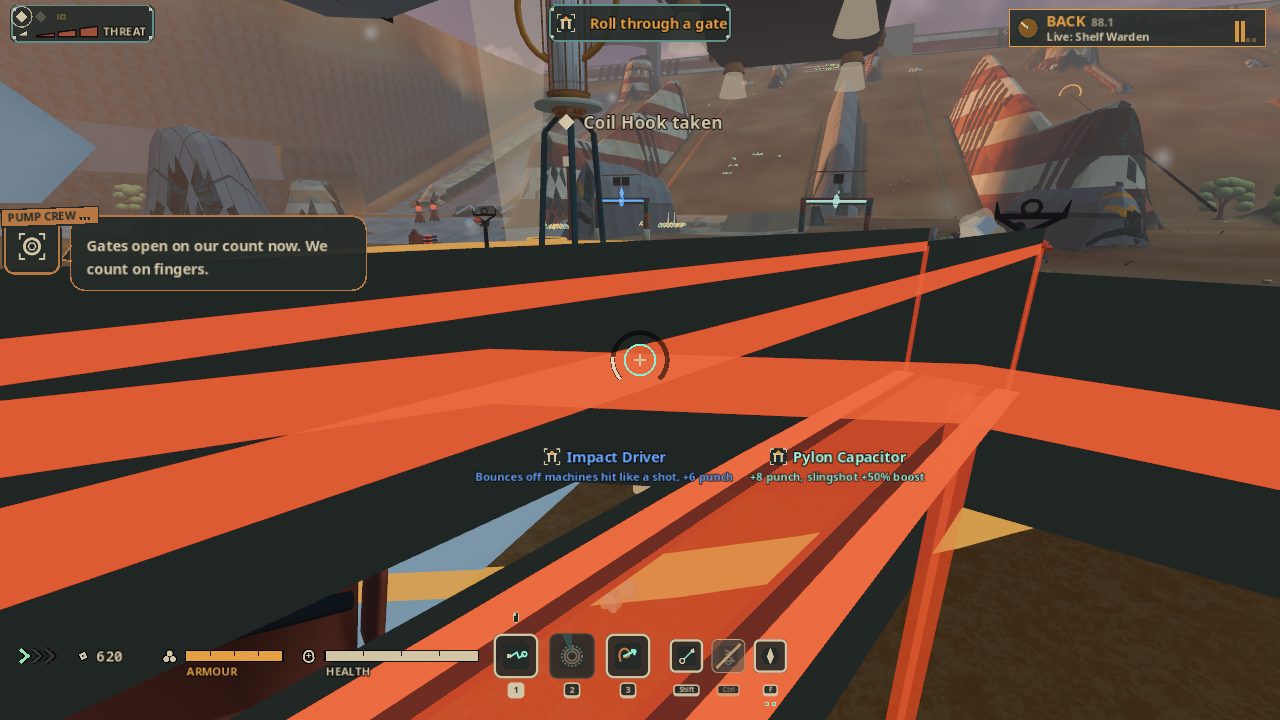 THREAT
Roll through a gate
BACK 88.1
Live: Shelf Warden
Coil Hook taken
PUMP CREW
Gates open on our count now. We
count on fingers.
Impact Driver
Bounces off machines hit like a shot, +6 punch
Pylon Capacitor
+8 punch, slingshot +50% boost
620
ARMOUR
HEALTH
1
2
3
Shift
Ctrl
F